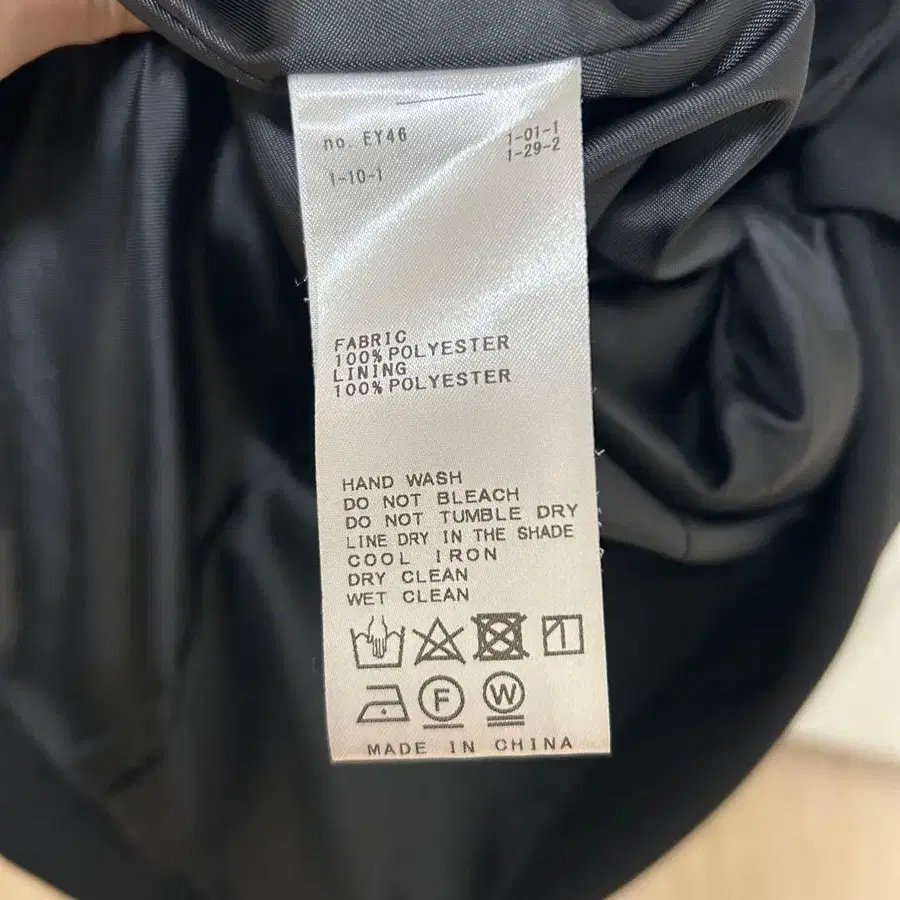 no. EY46
1-01-1
1-29-2
1-10-1
FABRIC
100%POLYESTER
LINING
100%POLYESTER
HAND WASH
DO NOT BLEACH
DO NOT TUMBLE DRY
LINE DRY IN THE SHADE
COOL IRON
DRY CLEAN
WET CLEAN
F W
MADE IN CHINA